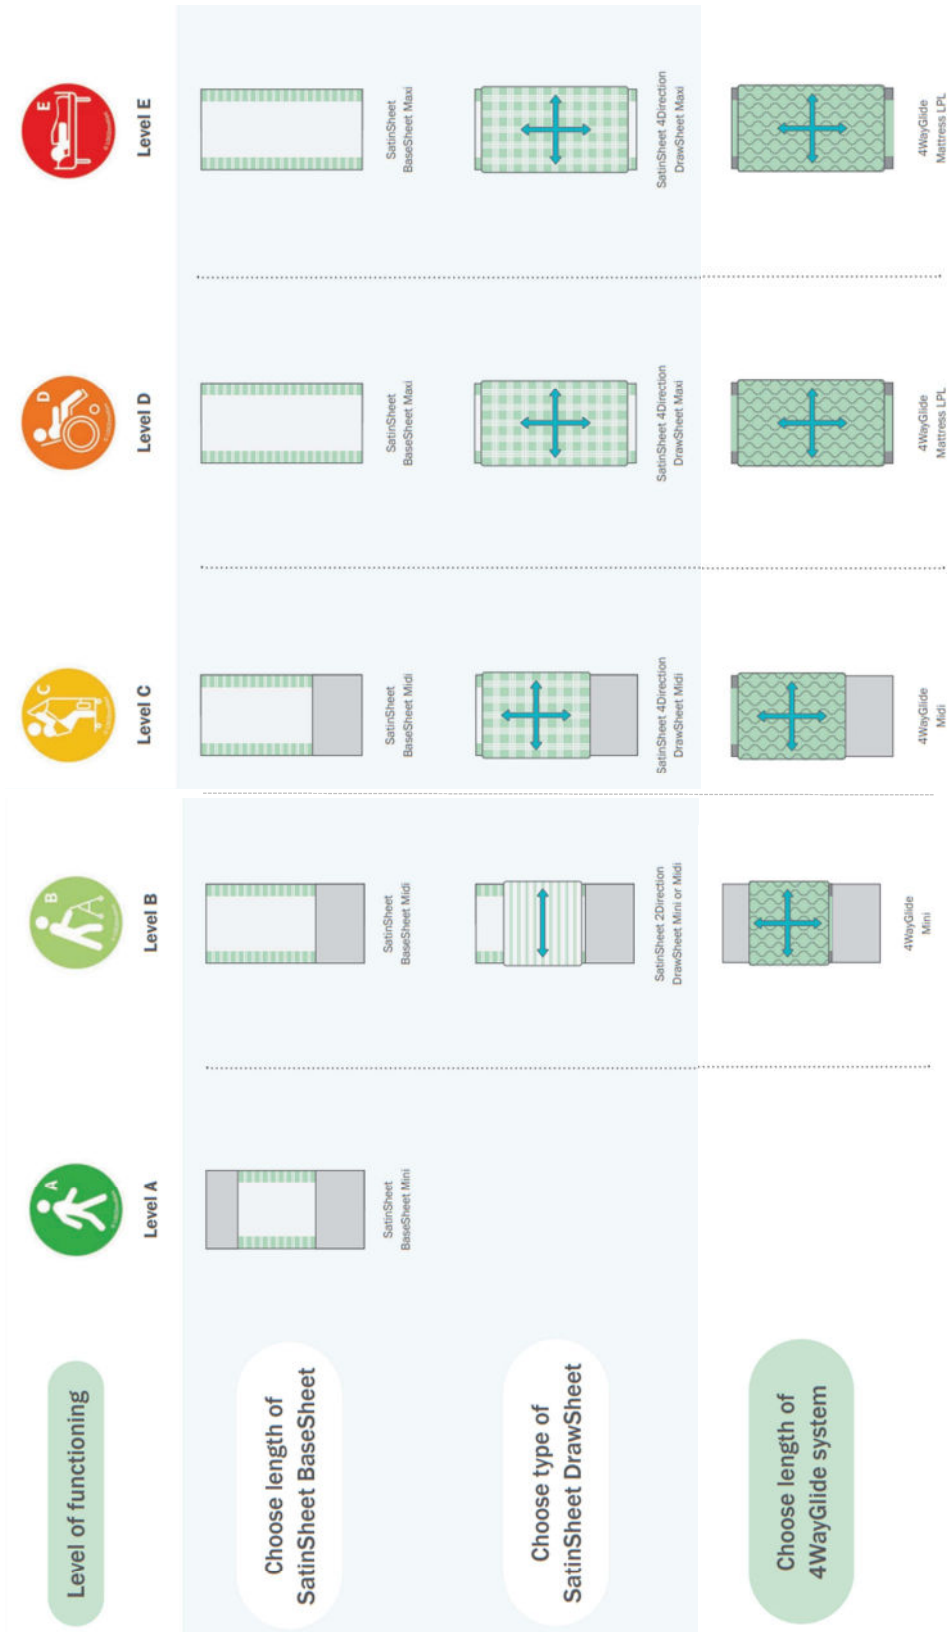 Level of functioning
A
Level A
B
Level B
C
Level C
D
Level D
E
Level E
Choose length of
SatinSheet BaseSheet
SatinSheet
BaseSheet Mini
SatinSheet
BaseSheet Midi
SatinSheet
BaseSheet Midi
SatinSheet
BaseSheet Maxi
SatinSheet
BaseSheet Maxi
Choose type of
SatinSheet DrawSheet
SatinSheet 2Direction
DrawSheet Mini or Midi
SatinSheet 4Direction
DrawSheet Midi
SatinSheet 4Direction
DrawSheet Maxi
SatinSheet 4Direction
DrawSheet Maxi
Choose length of
4WayGlide system
4WayGlide
Mini
4WayGlide
Midi
4WayGlide
Mattress LPL
4WayGlide
Mattress LPL